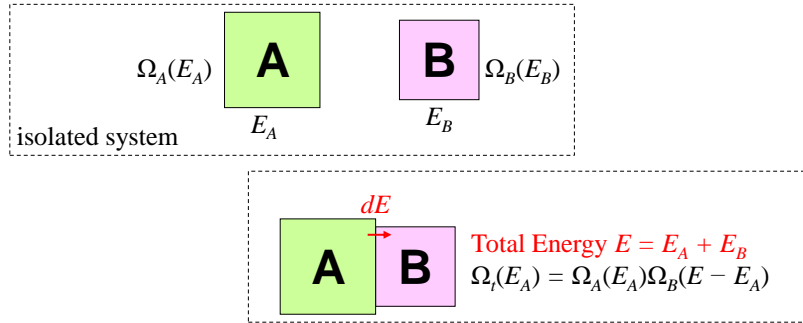 Ω_A(E_A) A B Ω_B(E_B)
E_A E_B
isolated system
dE
A B
Total Energy E = E_A + E_B
Ω_t(E_A) = Ω_A(E_A)Ω_B(E − E_A)